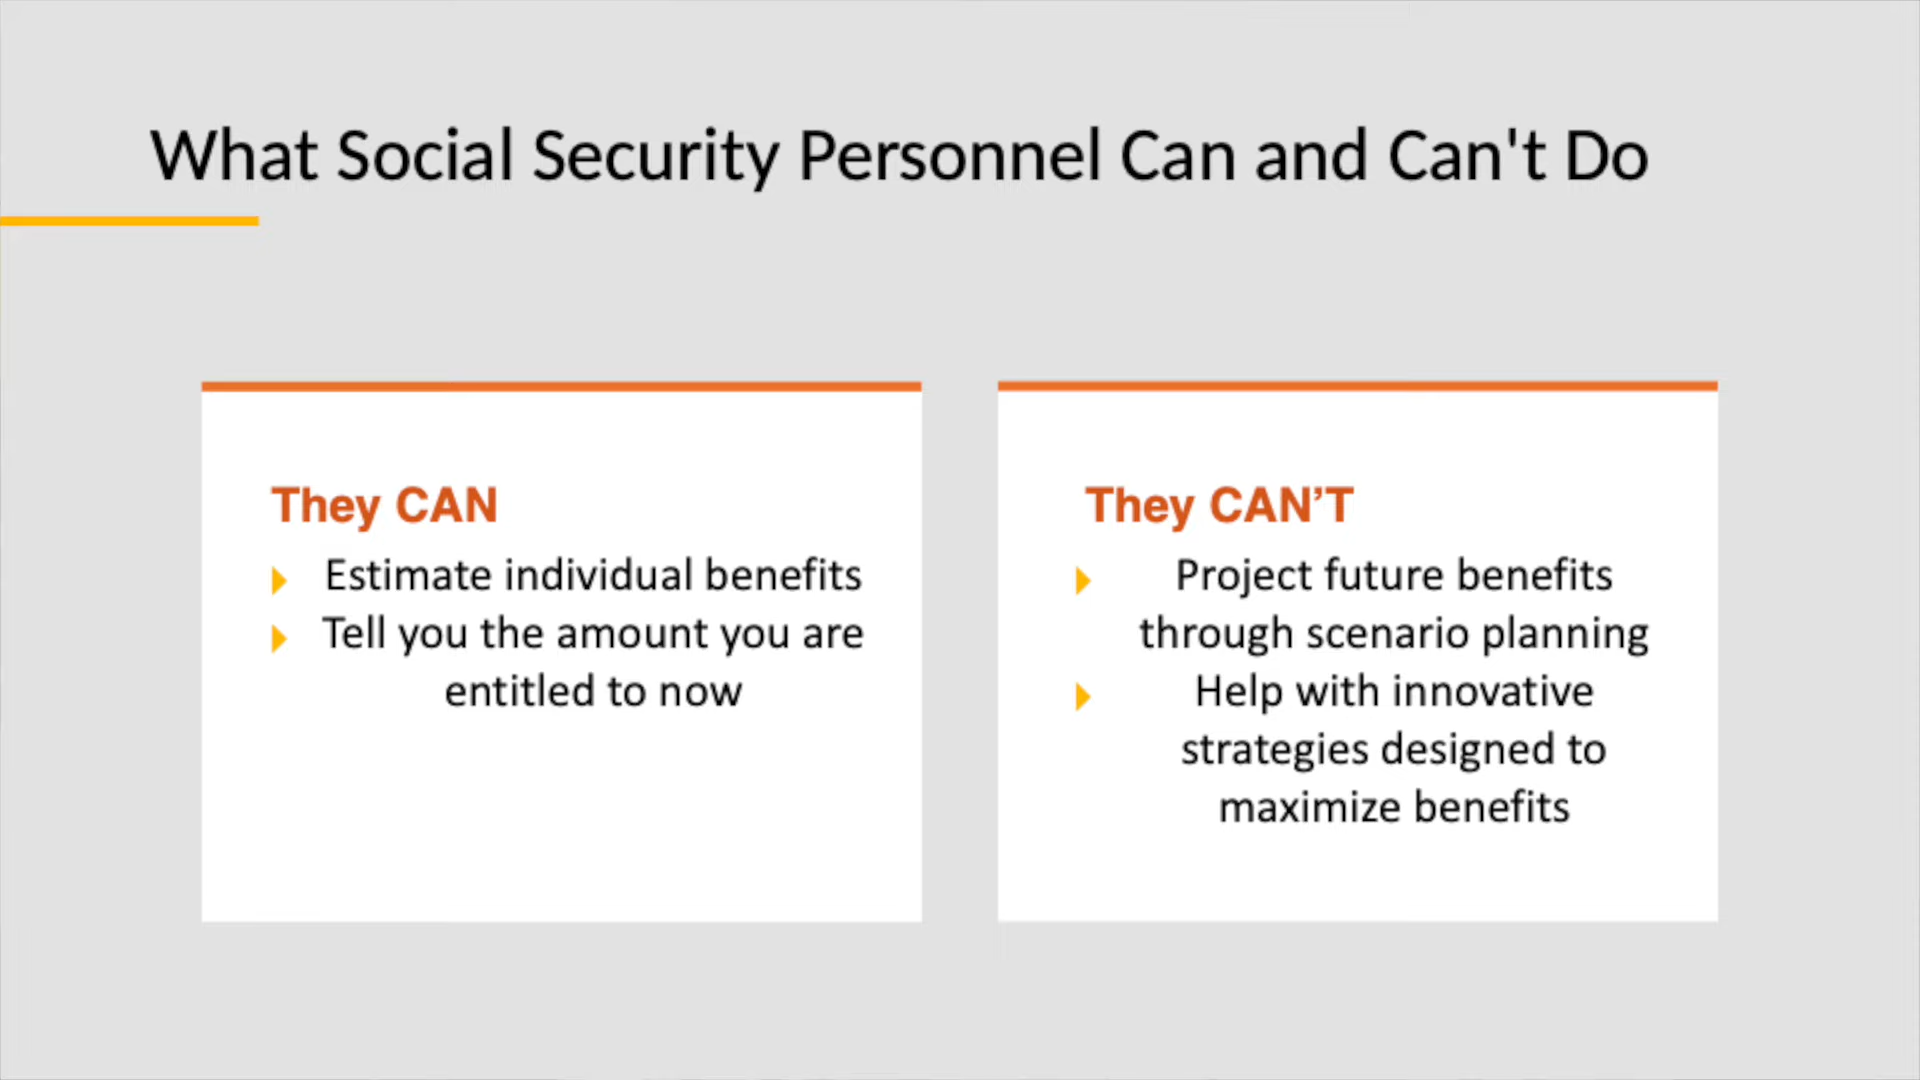 What Social Security Personnel Can and Can't Do
They CAN
Estimate individual benefits
Tell you the amount you are
entitled to now
They CAN’T
Project future benefits
through scenario planning
Help with innovative
strategies designed to
maximize benefits